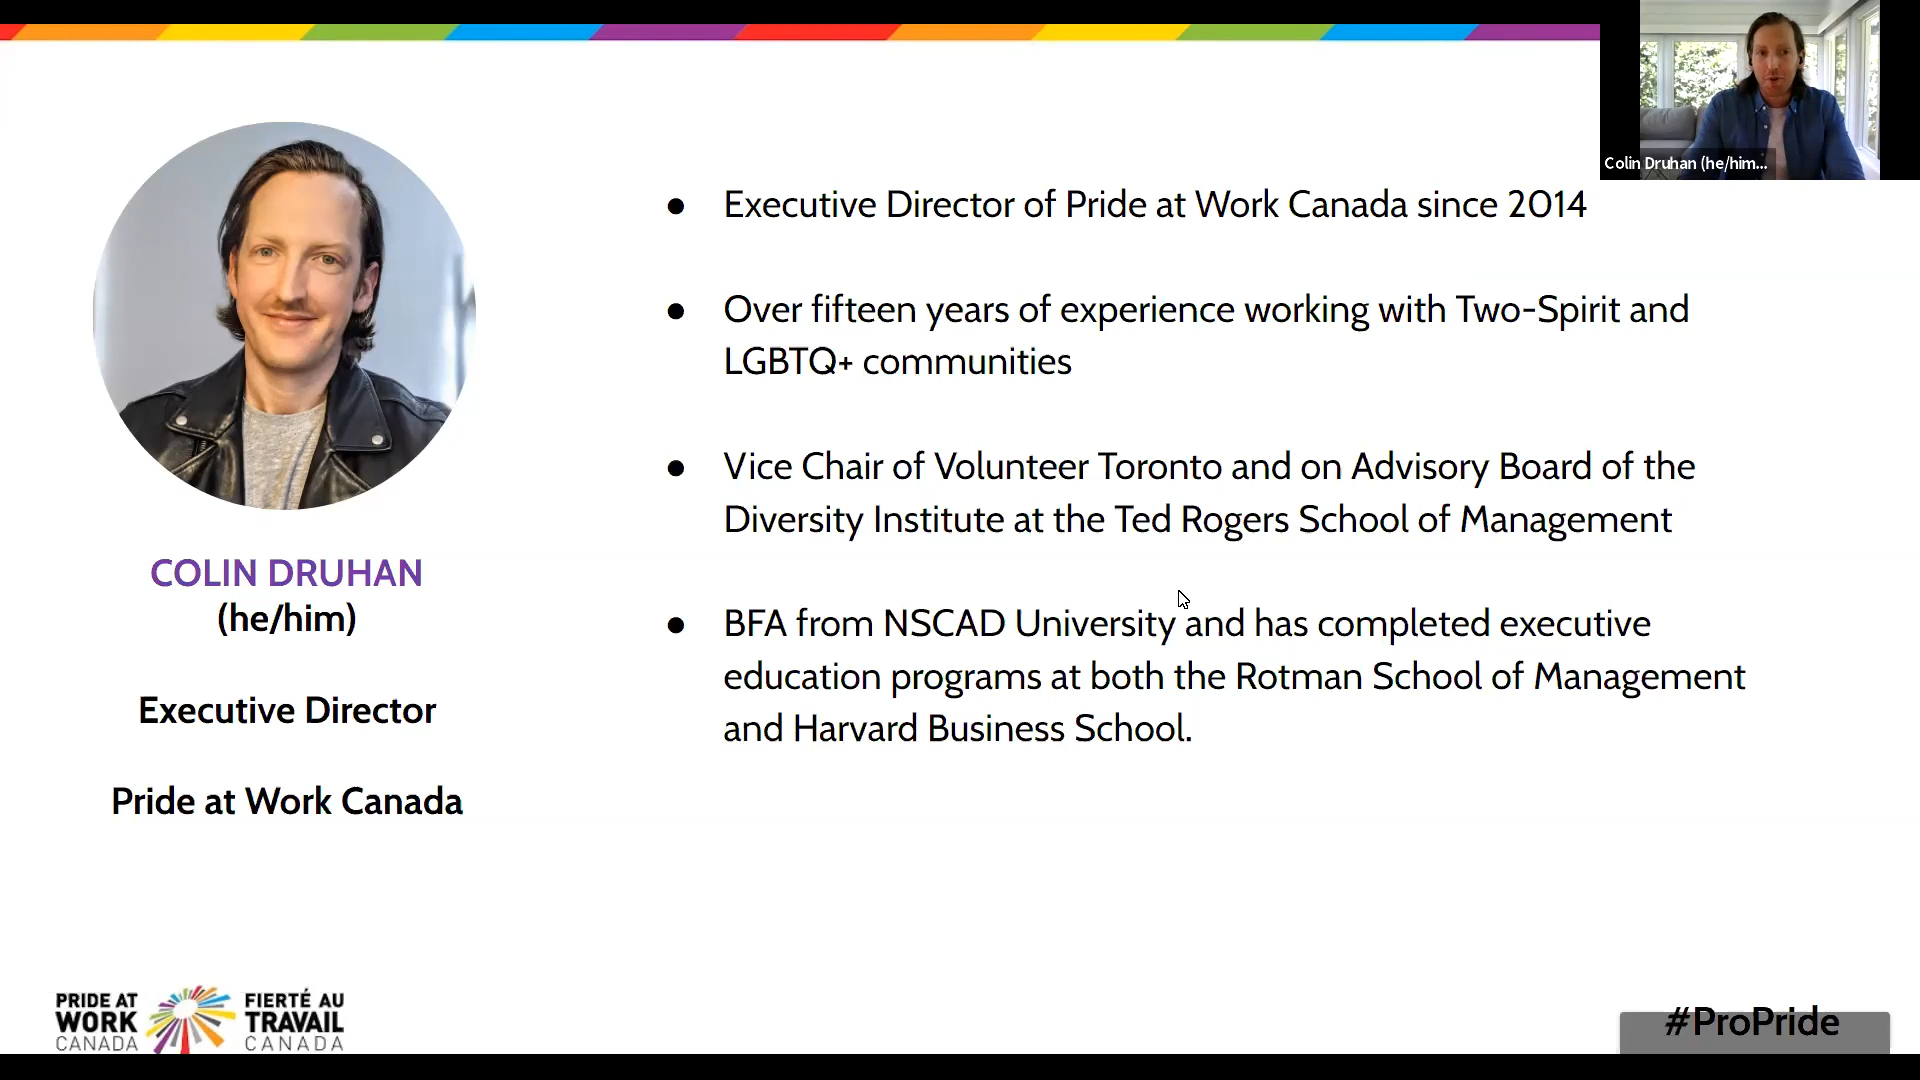 Colin Druhan (he/him...
Executive Director of Pride at Work Canada since 2014
Over fifteen years of experience working with Two-Spirit and
LGBTQ+ communities
Vice Chair of Volunteer Toronto and on Advisory Board of the
Diversity Institute at the Ted Rogers School of Management
BFA from NSCAD University and has completed executive
education programs at both the Rotman School of Management
and Harvard Business School.
COLIN DRUHAN
(he/him)
Executive Director
Pride at Work Canada
PRIDE AT
WORK
CANADA
FIERTÉ AU
TRAVAIL
CANADA
#ProPride